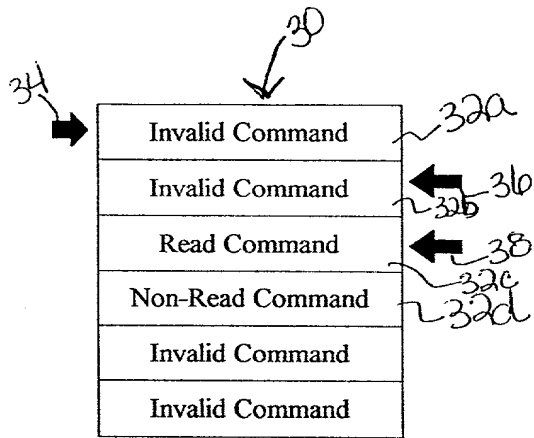 30
34
Invalid Command 32a
Invalid Command 36
32b
Read Command 38
32c
Non-Read Command 32d
Invalid Command
Invalid Command